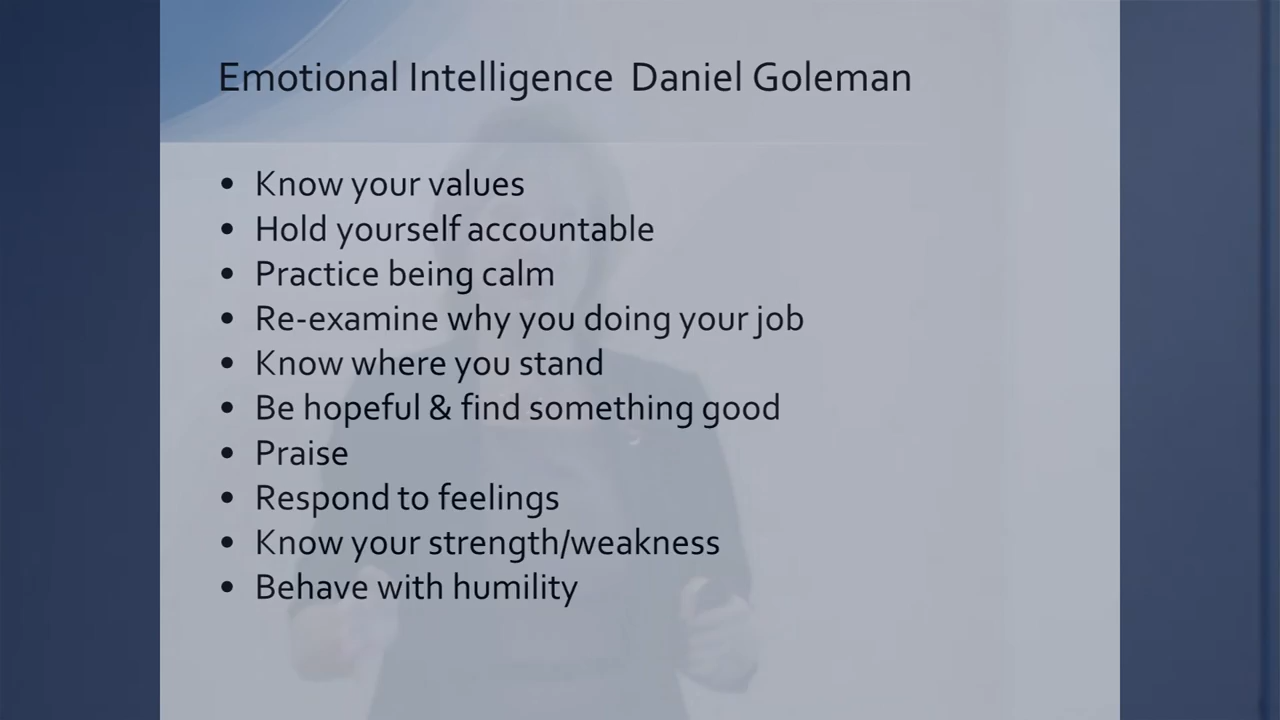 Emotional Intelligence Daniel Goleman
• Know your values
• Hold yourself accountable
• Practice being calm
• Re-examine why you doing your job
• Know where you stand
• Be hopeful & find something good
• Praise
• Respond to feelings
• Know your strength/weakness
• Behave with humility